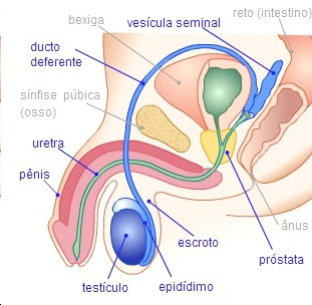 reto (intestino)
bexiga
vesícula seminal
ducto
deferente
sínfise púbica
(osso)
uretra
pênis
ânus
escroto
próstata
testículo
epidídimo